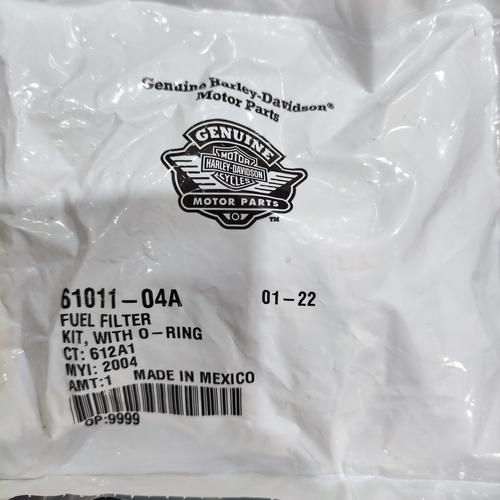 Genuine Harley-Davidson®
Motor Parts
GENUINE
MOTOR
HARLEY-DAVIDSON
CYCLES
MOTOR PARTS
TM
61011-04A 01-22
FUEL FILTER
KIT, WITH O-RING
CT: 612A1
MYI: 2004
AMT:1 MADE IN MEXICO
GP:9999